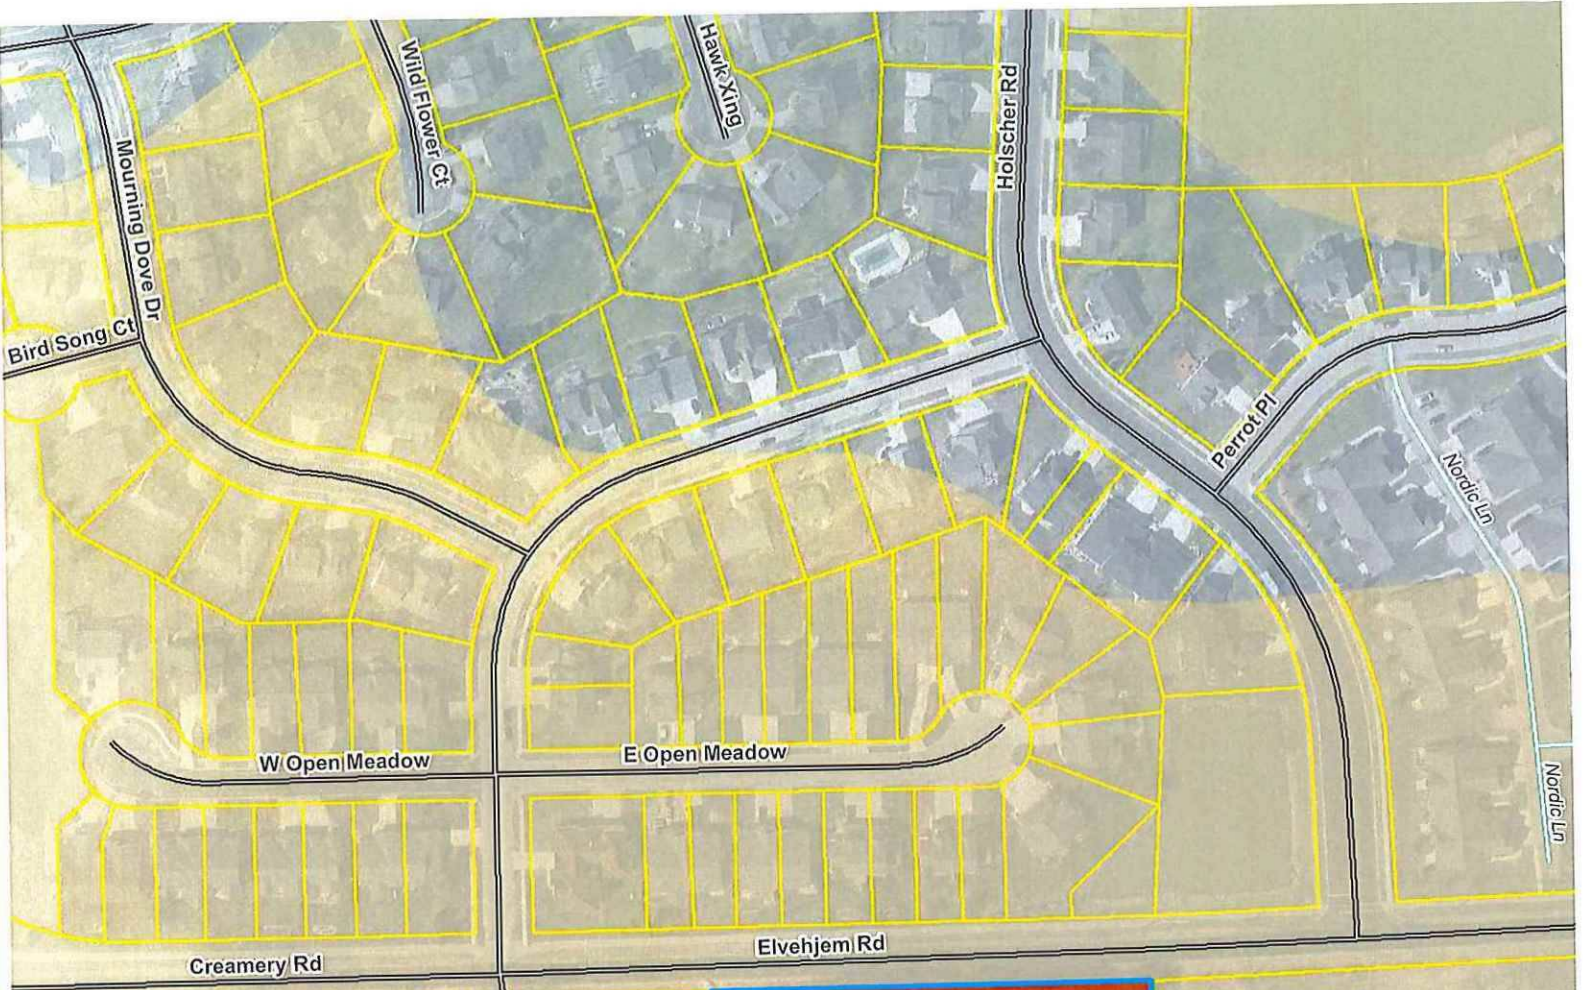 Wild Flower Ct
Hawk Xing
Holscher Rd
Mourning Dove Dr
Bird Song Ct
Perrot Pl
Nordic Ln
W Open Meadow
E Open Meadow
Nordic Ln
Elvehjem Rd
Creamery Rd